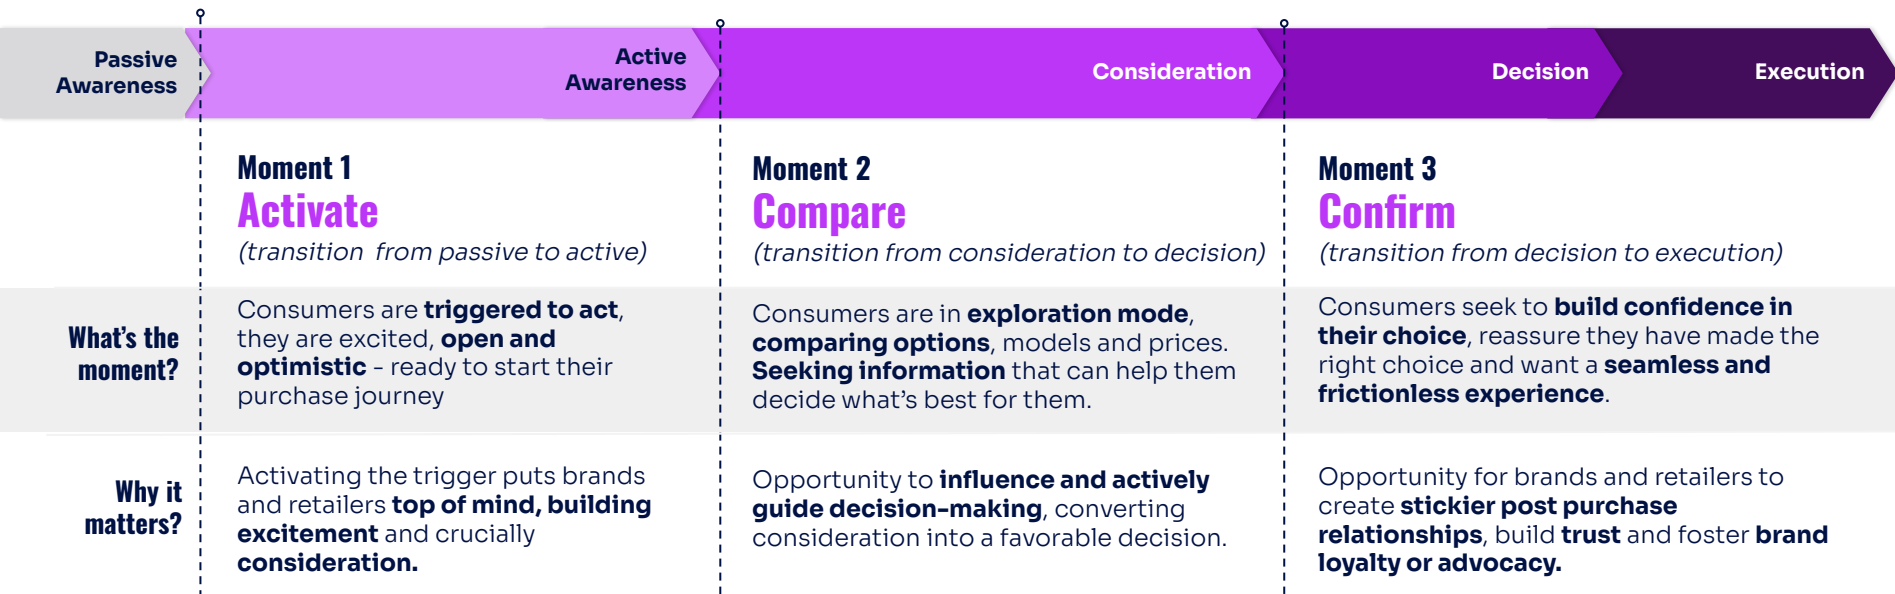 Passive
Awareness
Active
Awareness
Consideration
Decision
Execution
Moment 1
Activate
(transition  from passive to active)
Moment 2
Compare
(transition from consideration to decision)
Moment 3
Confirm
(transition from decision to execution)
What's the
moment?
Consumers are triggered to act,
they are excited, open and
optimistic - ready to start their
purchase journey
Consumers are in exploration mode,
comparing options, models and prices.
Seeking information that can help them
decide what's best for them.
Consumers seek to build confidence in
their choice, reassure they have made the
right choice and want a seamless and
frictionless experience.
Why it
matters?
Activating the trigger puts brands
and retailers top of mind, building
excitement and crucially
consideration.
Opportunity to influence and actively
guide decision-making, converting
consideration into a favorable decision.
Opportunity for brands and retailers to
create stickier post purchase
relationships, build trust and foster brand
loyalty or advocacy.